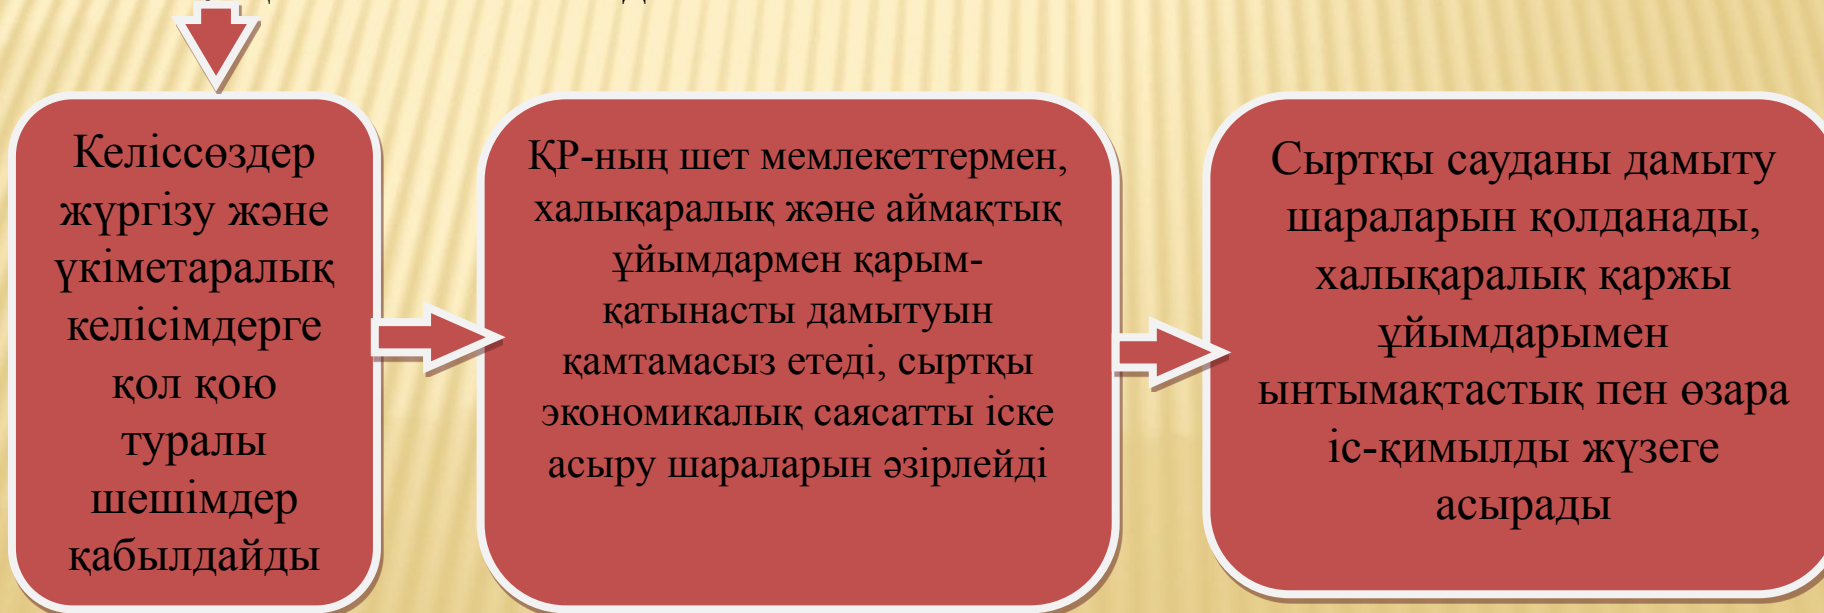 Келіссөздер
жүргізу және
үкіметаралық
келісімдерге
қол қою
туралы
шешімдер
қабылдайды
ҚР-ның шет мемлекеттермен,
халықаралық және аймақтық
ұйымдармен қарым-
қатынасты дамытуын
қамтамасыз етеді, сыртқы
экономикалық саясатты іске
асыру шараларын әзірлейді
Сыртқы сауданы дамыту
шараларын қолданады,
халықаралық қаржы
ұйымдарымен
ынтымақтастық пен өзара
іс-қимылды жүзеге
асырады